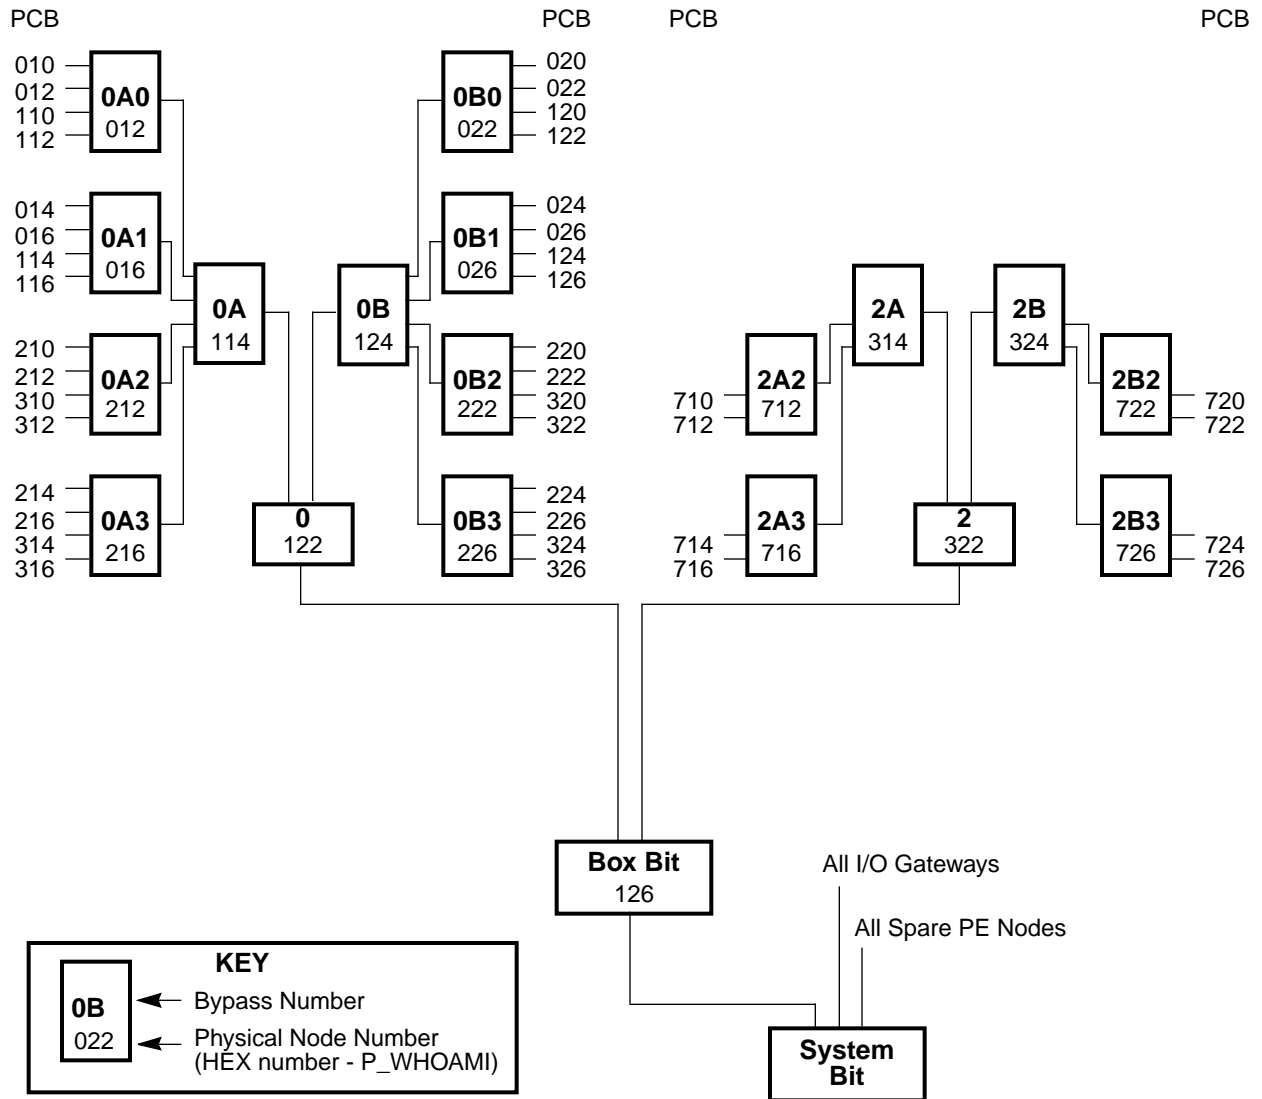 PCB
PCB
PCB
PCB
010
012
110
112
0A0
012
0B0
022
020
022
120
122
014
016
114
116
0A1
016
0B1
026
024
026
124
126
0A
114
0B
124
2A
314
2B
324
210
212
310
312
0A2
212
0B2
222
220
222
320
322
710
712
2A2
712
2B2
722
720
722
214
216
314
316
0A3
216
0
122
0B3
226
224
226
324
326
714
716
2A3
716
2
322
2B3
726
724
726
Box Bit
126
All I/O Gateways
All Spare PE Nodes
System
Bit
KEY
0B
022
Bypass Number
Physical Node Number
(HEX number - P_WHOAMI)